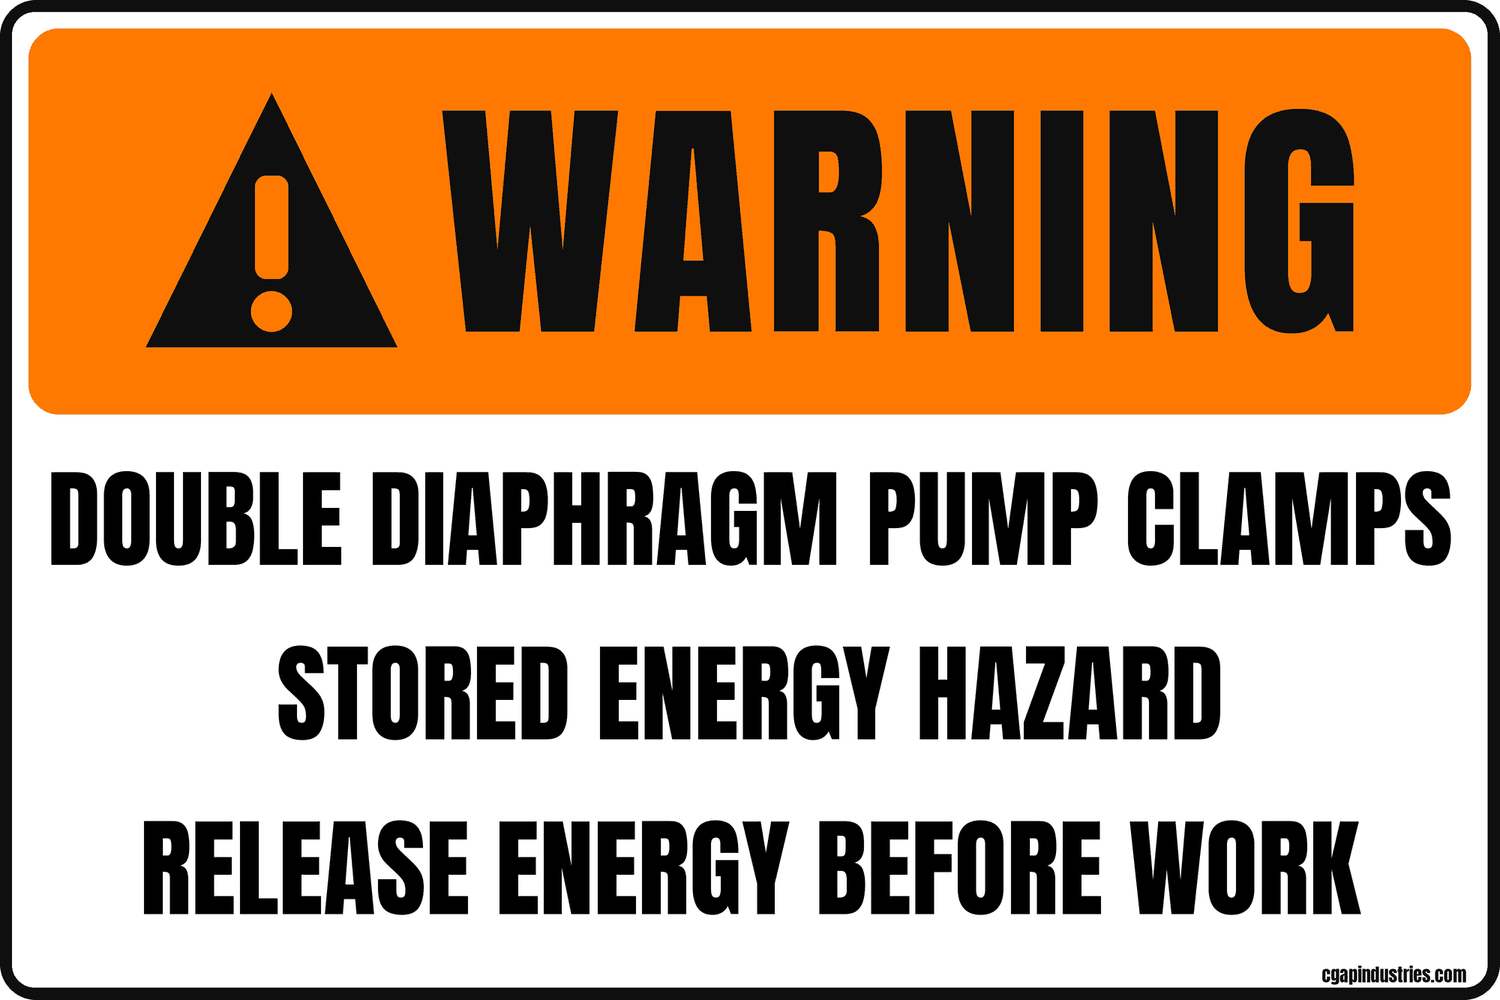 WARNING
DOUBLE DIAPHRAGM PUMP CLAMPS
STORED ENERGY HAZARD
RELEASE ENERGY BEFORE WORK
cgapindustries.com